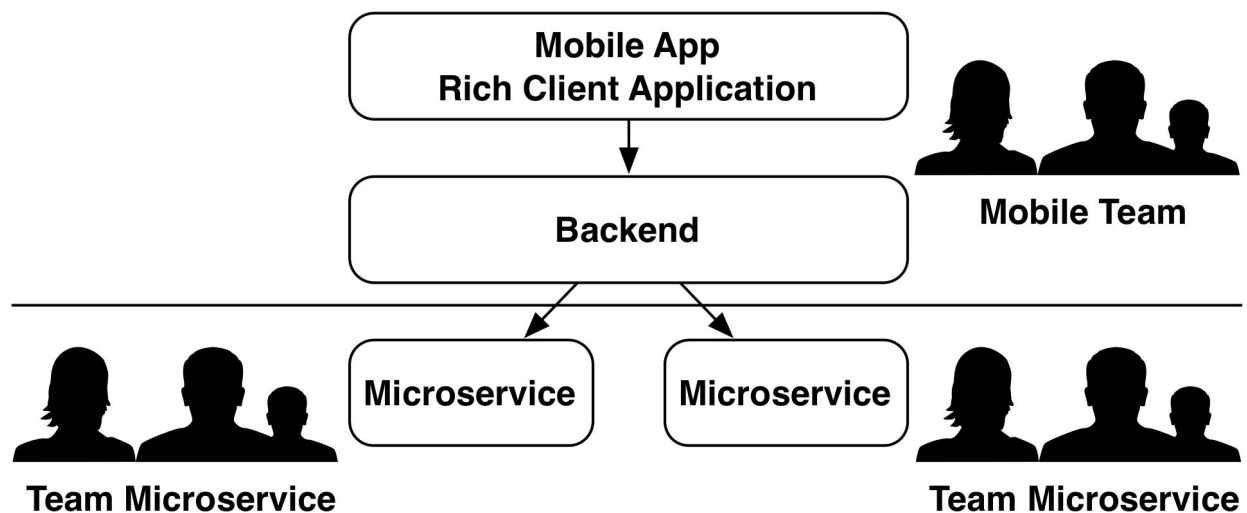 Mobile App
Rich Client Application
Mobile Team
Backend
Microservice
Microservice
Team Microservice
Team Microservice